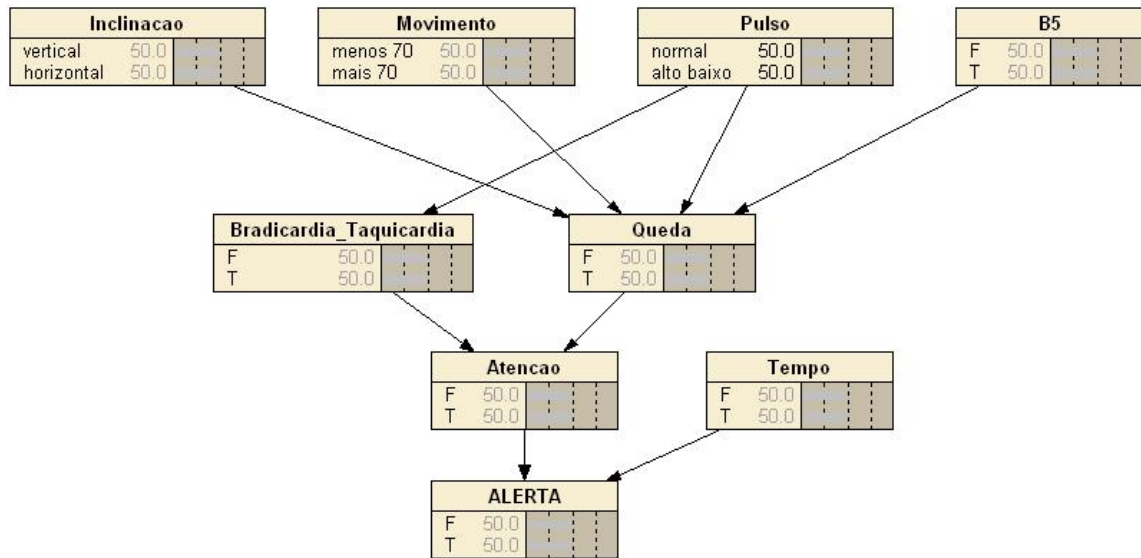 Inclinacao
vertical 50.0
horizontal 50.0
Movimento
menos 70 50.0
mais 70 50.0
Pulso
normal 50.0
alto baixo 50.0
B5
F 50.0
T 50.0
Bradicardia_Taquicardia
F 50.0
T 50.0
Queda
F 50.0
T 50.0
Atencao
F 50.0
T 50.0
Tempo
F 50.0
T 50.0
ALERTA
F 50.0
T 50.0